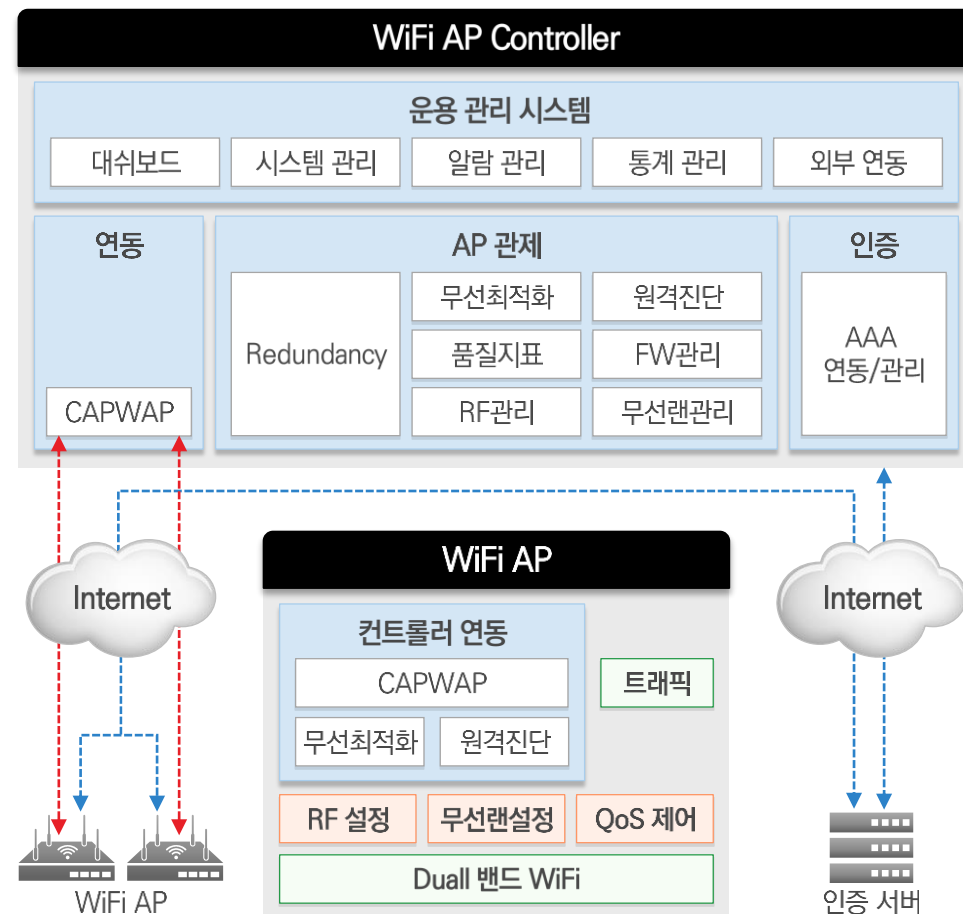 WiFi AP Controller
운용 관리 시스템
대쉬보드
시스템 관리
알람 관리
통계 관리
외부 연동
연동
CAPWAP
AP 관제
Redundancy
무선최적화
원격진단
품질지표
FW관리
RF관리
무선랜관리
인증
AAA
연동/관리
Internet
Internet
WiFi AP
컨트롤러 연동
CAPWAP
무선최적화
원격진단
트래픽
RF 설정
무선랜설정
QoS 제어
Duall 밴드 WiFi
WiFi AP
인증 서버